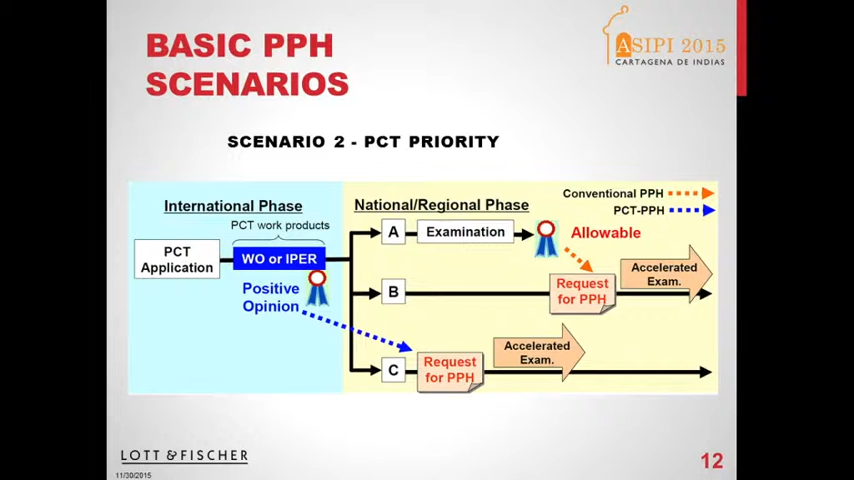 BASIC PPH
SCENARIOS
ASIPI 2015
CARTAGENA DE INDIAS
SCENARIO 2 - PCT PRIORITY
International Phase
National/Regional Phase
Conventional PPH
PCT-PPH
PCT work products
PCT
Application
WO or IPER
Positive
Opinion
A
Examination
Allowable
B
Request
for PPH
Accelerated
Exam.
C
Request
for PPH
Accelerated
Exam.
LOTT & FISCHER
11/30/2015
12